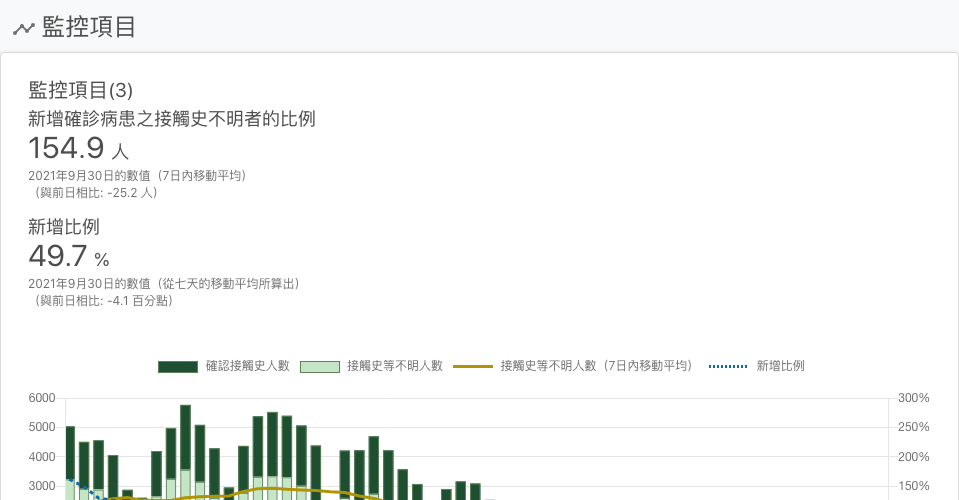 監控項目
監控項目(3)
新增確診病患之接觸史不明者的比例
154.9 人
2021年9月30日的數值（7日內移動平均）
（與前日相比: -25.2 人）
新增比例
49.7 %
2021年9月30日的數值（從七天的移動平均所算出）
（與前日相比: -4.1 百分點）
確認接觸史人數 接觸史等不明人數 接觸史等不明人數（7日內移動平均） 新增比例
6000 300%
5000 250%
4000 200%
3000 150%